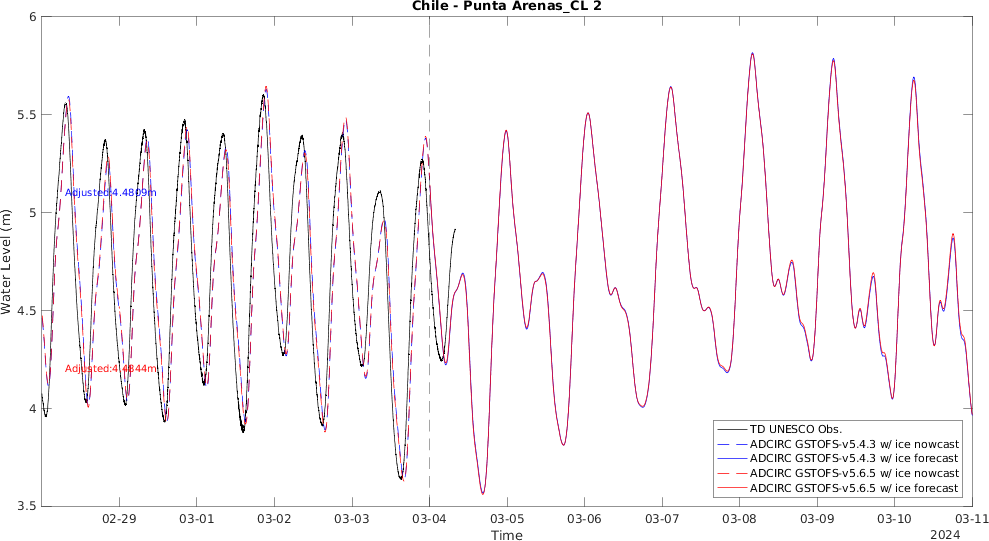 Chile - Punta Arenas_CL 2
6
5.5
5
4.5
4
3.5
Water Level (m)
Adjusted:4.4809m
Adjusted:4.4844m
TD UNESCO Obs.
ADCIRC GSTOFS-v5.4.3 w/ ice nowcast
ADCIRC GSTOFS-v5.4.3 w/ ice forecast
ADCIRC GSTOFS-v5.6.5 w/ ice nowcast
ADCIRC GSTOFS-v5.6.5 w/ ice forecast
02-29 03-01 03-02 03-03 03-04 03-05 03-06 03-07 03-08 03-09 03-10 03-11
Time
2024